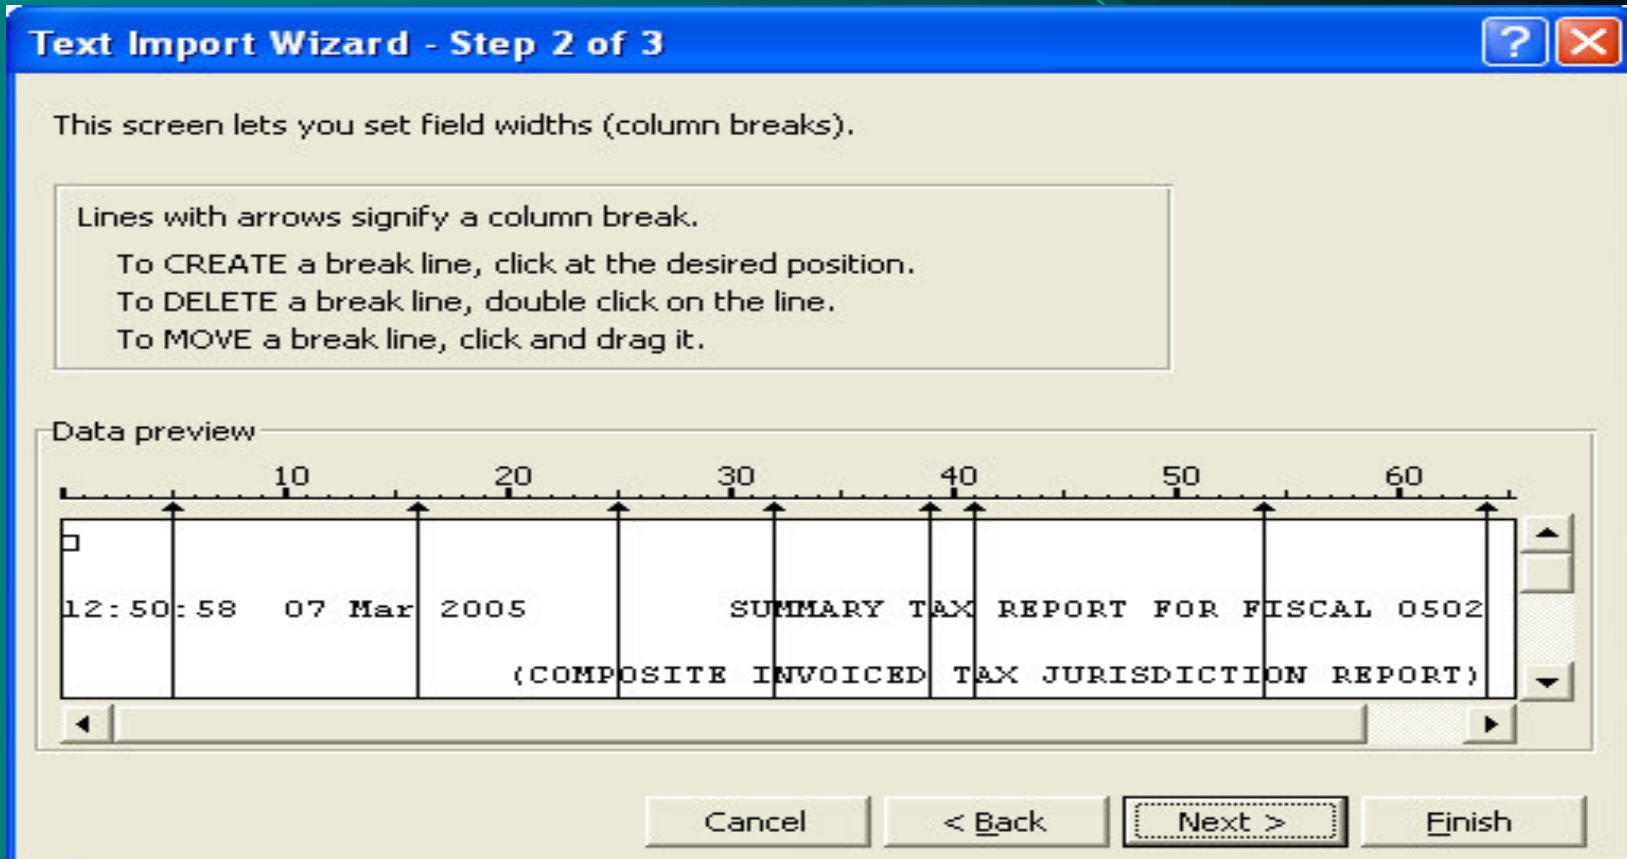 Text Import Wizard - Step 2 of 3
This screen lets you set field widths (column breaks).
Lines with arrows signify a column break.
To CREATE a break line, click at the desired position.
To DELETE a break line, double click on the line.
To MOVE a break line, click and drag it.
Data preview
10 20 30 40 50 60
12:50:58 07 Mar 2005 SUMMARY TAX REPORT FOR FISCAL 0502
(COMPOSITE INVOICED TAX JURISDICTION REPORT)
Cancel < Back Next > Finish